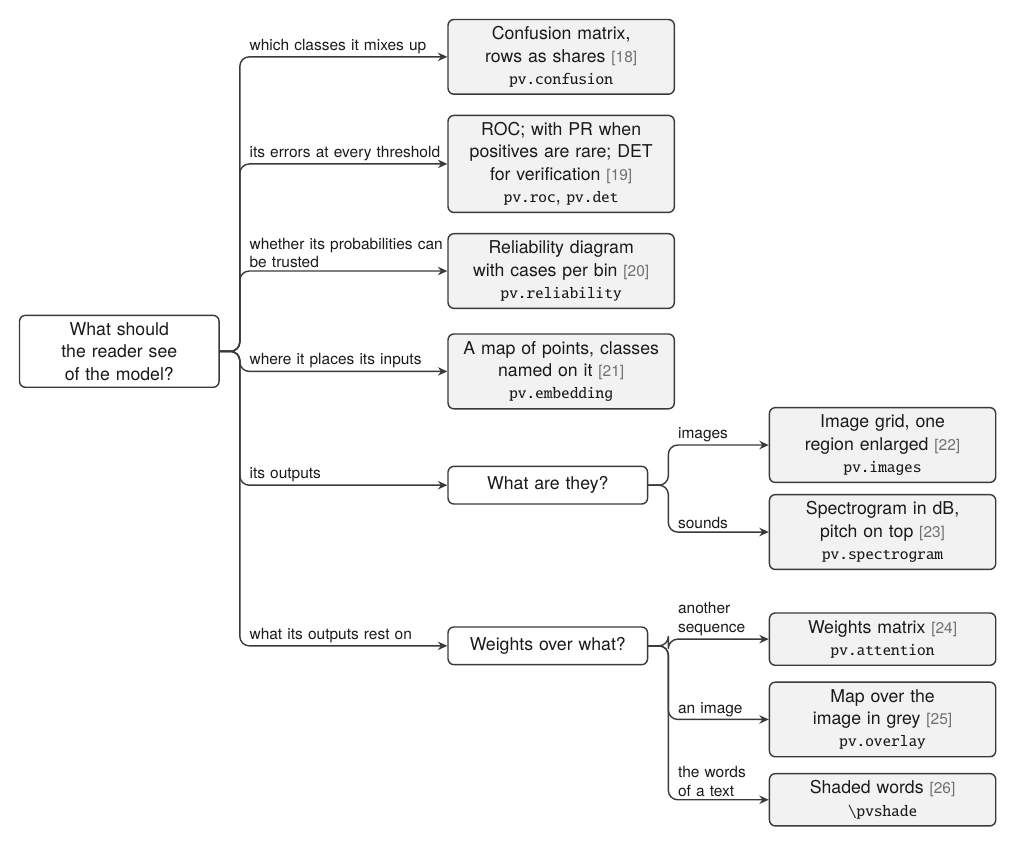 which classes it mixes up
Confusion matrix,
rows as shares [18]
pv.confusion
its errors at every threshold
ROC; with PR when
positives are rare; DET
for verification [19]
pv.roc, pv.det
whether its probabilities can
be trusted
Reliability diagram
with cases per bin [20]
pv.reliability
What should
the reader see
of the model?
where it places its inputs
A map of points, classes
named on it [21]
pv.embedding
its outputs
What are they?
images
Image grid, one
region enlarged [22]
pv.images
sounds
Spectrogram in dB,
pitch on top [23]
pv.spectrogram
what its outputs rest on
Weights over what?
another
sequence
Weights matrix [24]
pv.attention
an image
Map over the
image in grey [25]
pv.overlay
the words
of a text
Shaded words [26]
\pvshade